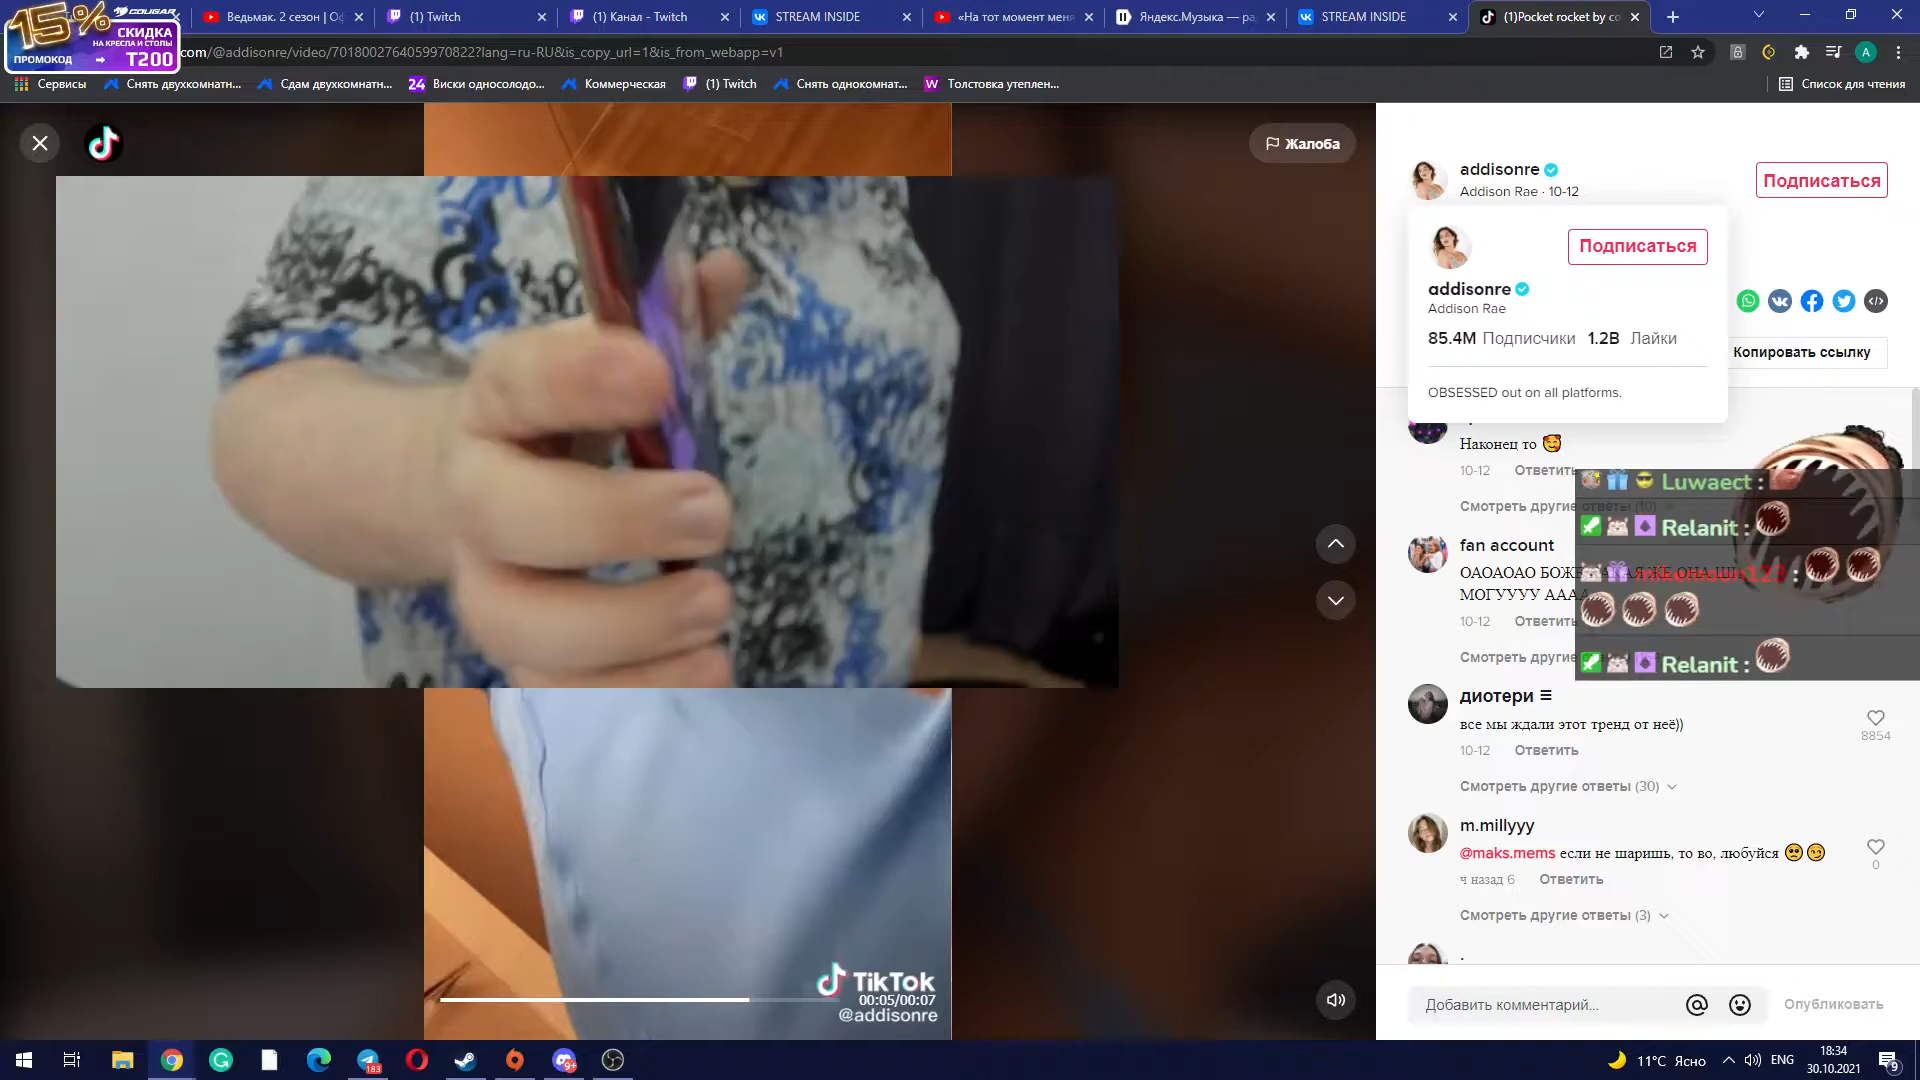 15%
COUGAR
СКИДКА
НА КРЕСЛА И СТОЛЫ
ПРОМОКОД → T200
Ведьмак. 2 сезон | Оф
(1) Twitch
(1) Канал - Twitch
STREAM INSIDE
«На тот момент меня
Яндекс.Музыка — ра
STREAM INSIDE
(1)Pocket rocket by co
com/@addisonre/video/7018002764059970822?lang=ru-RU&is_copy_url=1&is_from_webapp=v1
A
Сервисы
Снять двухкомнатн...
Сдам двухкомнатн...
24 Виски односолодо...
Коммерческая
(1) Twitch
Снять однокомнат...
W Толстовка утеплен...
Список для чтения
Жалоба
addisonre
Addison Rae · 10-12
Подписаться
Подписаться
addisonre
Addison Rae
85.4M Подписчики 1.2B Лайки
OBSESSED out on all platforms.
Копировать ссылку
Наконец то
10-12 Ответить
Смотреть другие ответы (10)
Luwaect :
Relanit :
fan account
ОАОАОАО БОЖЕ
МОГУУУУ АААА
10-12 Ответить
Смотреть другие
Relanit :
диотери ☰
все мы ждали этот тренд от неё))
8854
10-12 Ответить
Смотреть другие ответы (30)
m.millyyy
@maks.mems если не шаришь, то во, любуйся
0
ч назад 6 Ответить
Смотреть другие ответы (3)
TikTok
00:05/00:07
@addisonre
Добавить комментарий...
Опубликовать
183
9+
11°C Ясно
ENG
18:34
30.10.2021
9